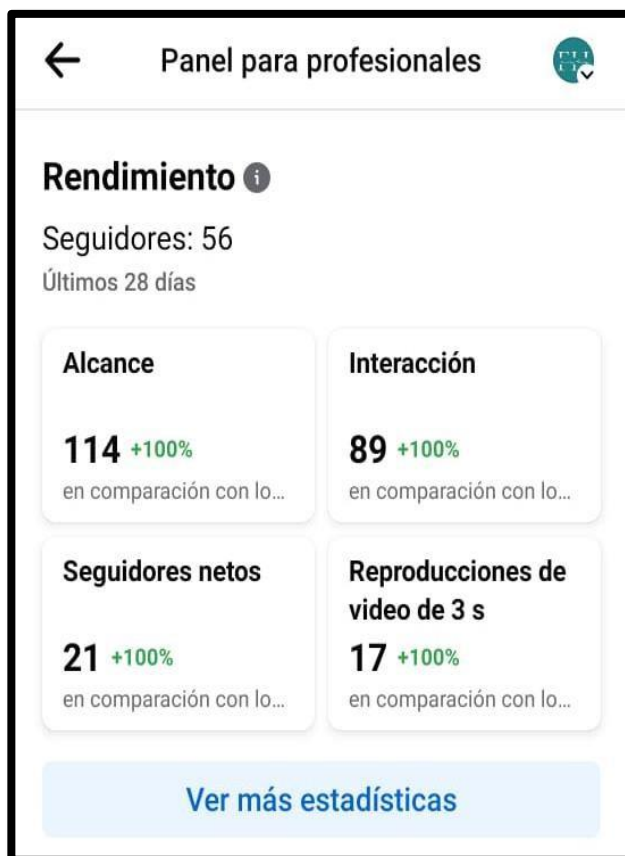 Panel para profesionales
Rendimiento
Seguidores: 56
Últimos 28 días
Alcance
114 +100%
en comparación con lo...
Interacción
89 +100%
en comparación con lo...
Seguidores netos
21 +100%
en comparación con lo...
Reproducciones de
video de 3 s
17 +100%
en comparación con lo...
Ver más estadísticas